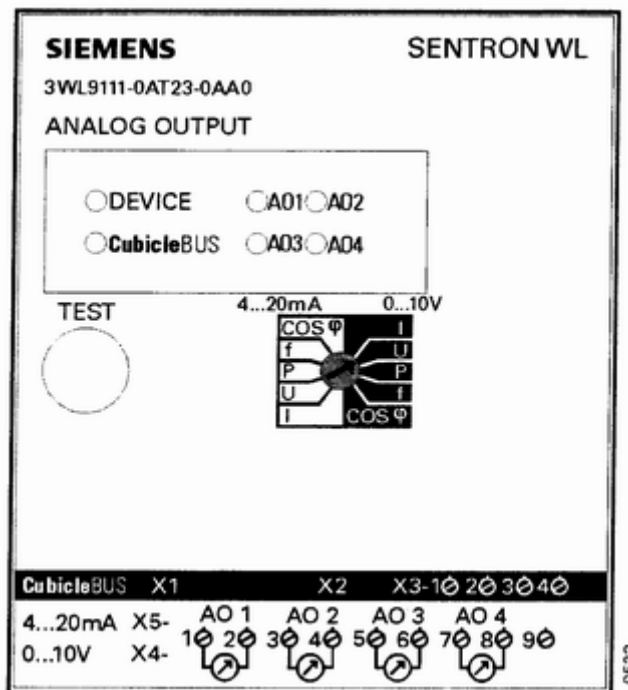 SIEMENS SENTRON WL
3WL9111-0AT23-0AA0
ANALOG OUTPUT
DEVICE A01 A02
CubicleBUS A03 A04
TEST
4...20mA 0...10V
COS φ I
f U
P P
U f
I COS φ
CubicleBUS X1 X2 X3-1 2 3 4
4...20mA X5- AO 1 AO 2 AO 3 AO 4
1 2 3 4 5 6 7 8 9
0...10V X4-